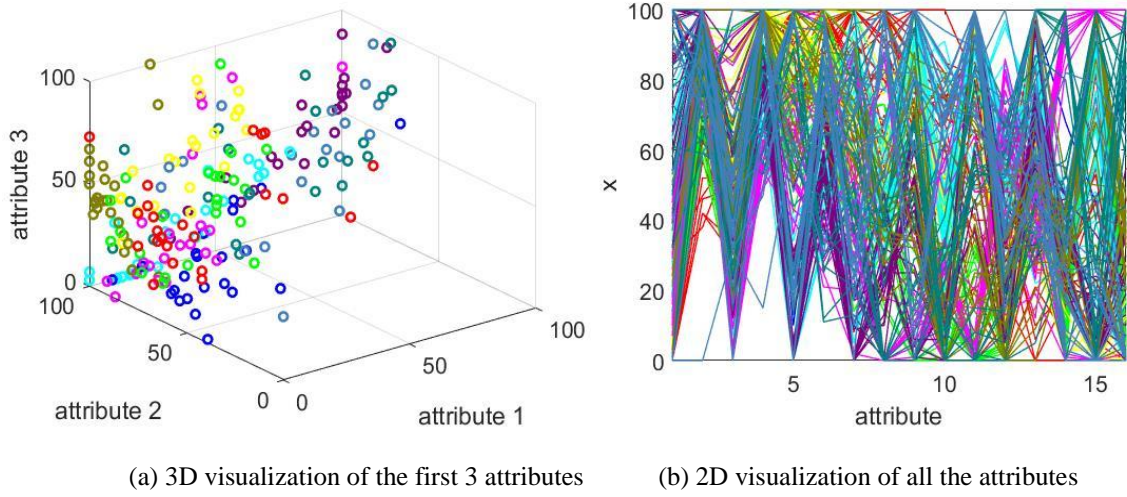 100
50
0
attribute 3
100
50
0
attribute 2
0
50
100
attribute 1
100
80
60
40
20
0
x
5
10
15
attribute
(a) 3D visualization of the first 3 attributes
(b) 2D visualization of all the attributes